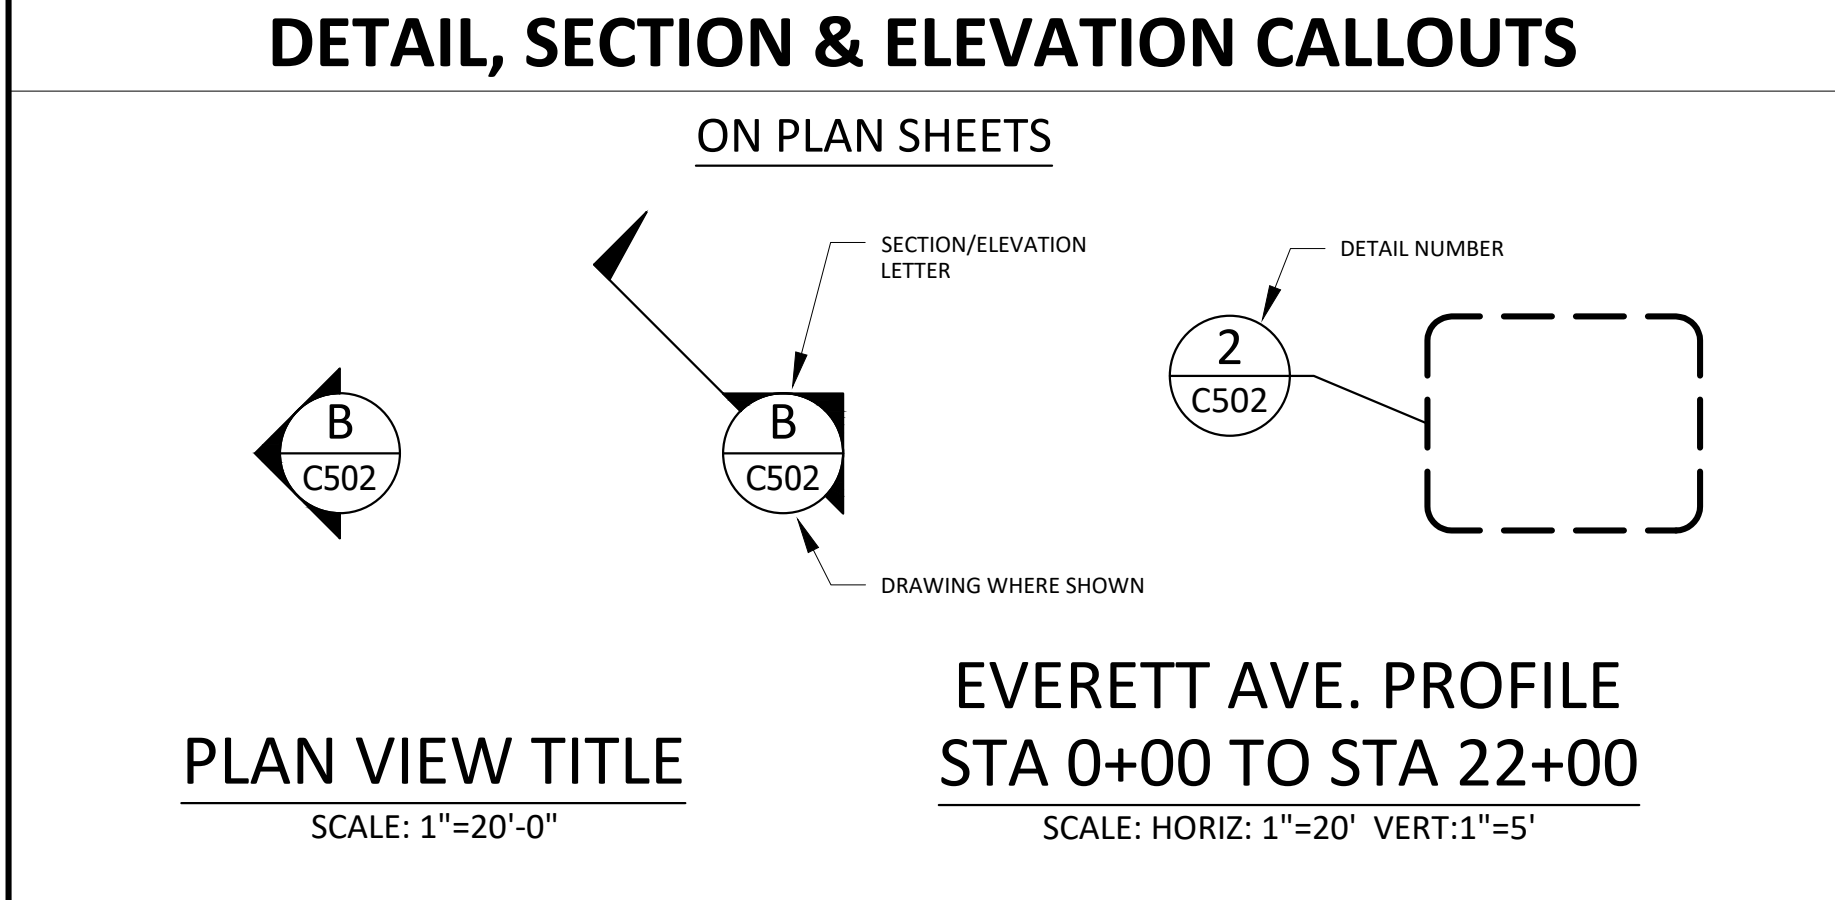 DETAIL, SECTION & ELEVATION CALLOUTS
ON PLAN SHEETS
SECTION/ELEVATION
LETTER
DETAIL NUMBER
2
C502
B
C502
B
C502
DRAWING WHERE SHOWN
PLAN VIEW TITLE
SCALE: 1"=20'-0"
EVERETT AVE. PROFILE
STA 0+00 TO STA 22+00
SCALE: HORIZ: 1"=20' VERT:1"=5'